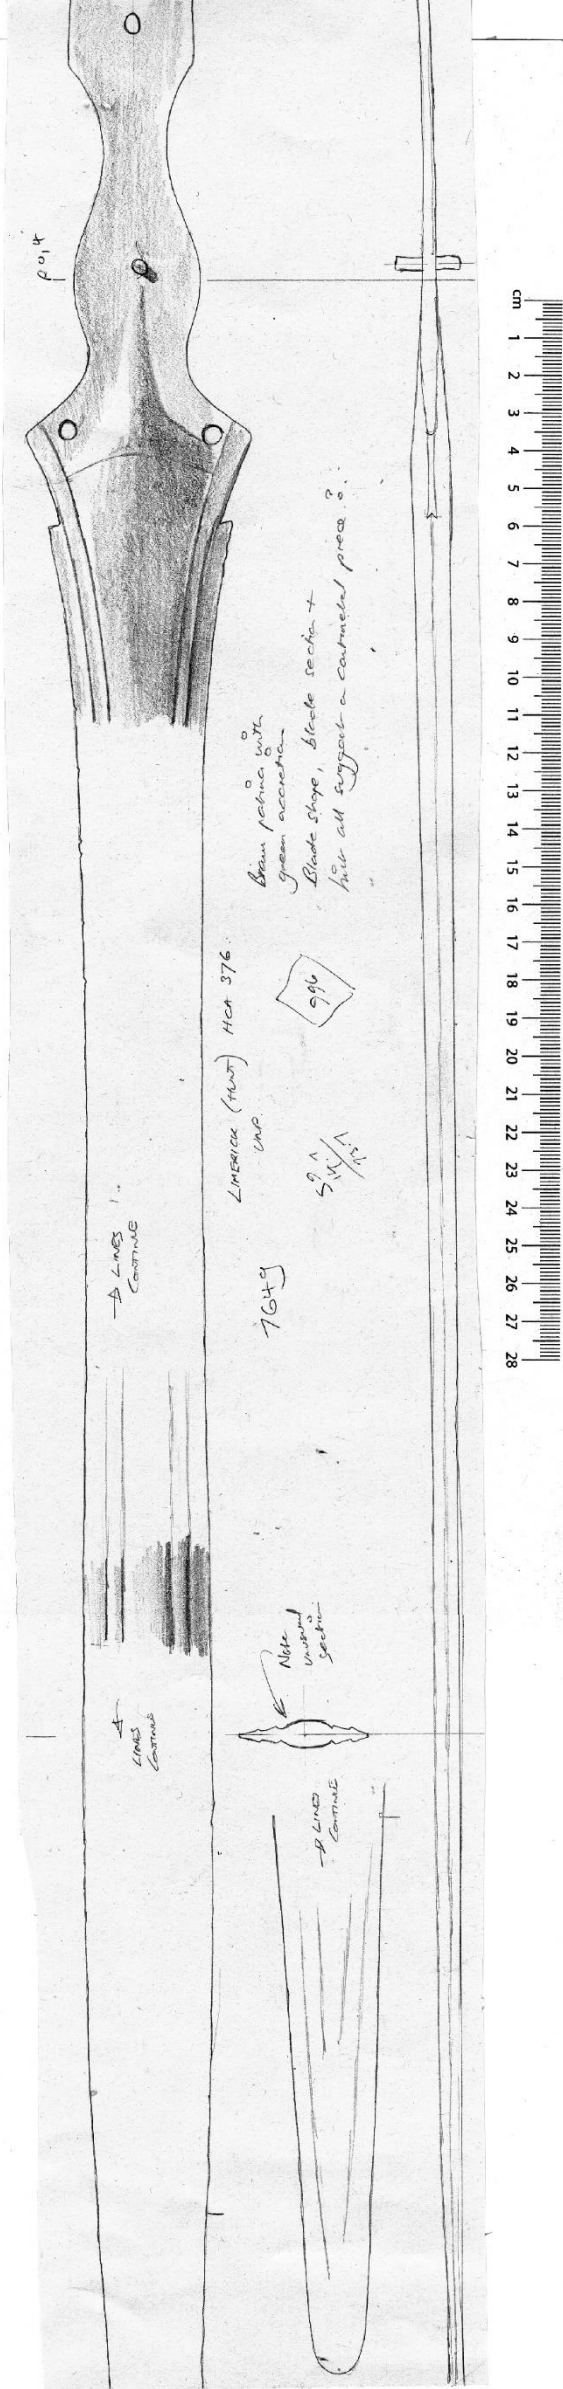 P 0,4
cm
1
2
3
4
5
6
7
8
9
10
11
12
13
14
15
16
17
18
19
20
21
22
23
24
25
26
27
28
Brown patina with
green accretion
Blade shape, blade section +
hilt all suggest a continental piece ?.
LIMERICK (HUNT) HCA 376.
UNP.
996
764g
LINES
CONTINUE
Note
unusual
section
LINES
CONTINUE
LINES
CONTINUE